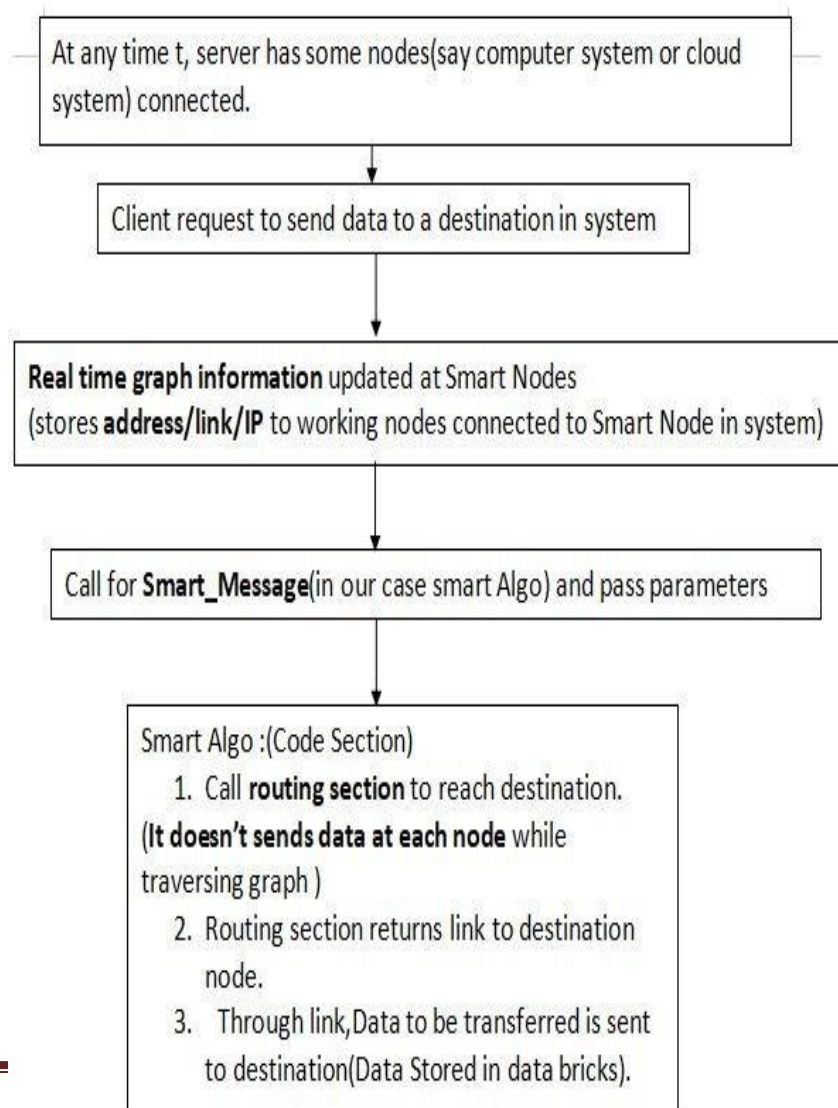 At any time t, server has some nodes(say computer system or cloud
system) connected.
Client request to send data to a destination in system
Real time graph information updated at Smart Nodes
(stores address/link/IP to working nodes connected to Smart Node in system)
Call for Smart_Message(in our case smart Algo) and pass parameters
Smart Algo :(Code Section)
1. Call routing section to reach destination.
(It doesn't sends data at each node while
traversing graph )
2. Routing section returns link to destination
node.
3. Through link,Data to be transferred is sent
to destination(Data Stored in data bricks).